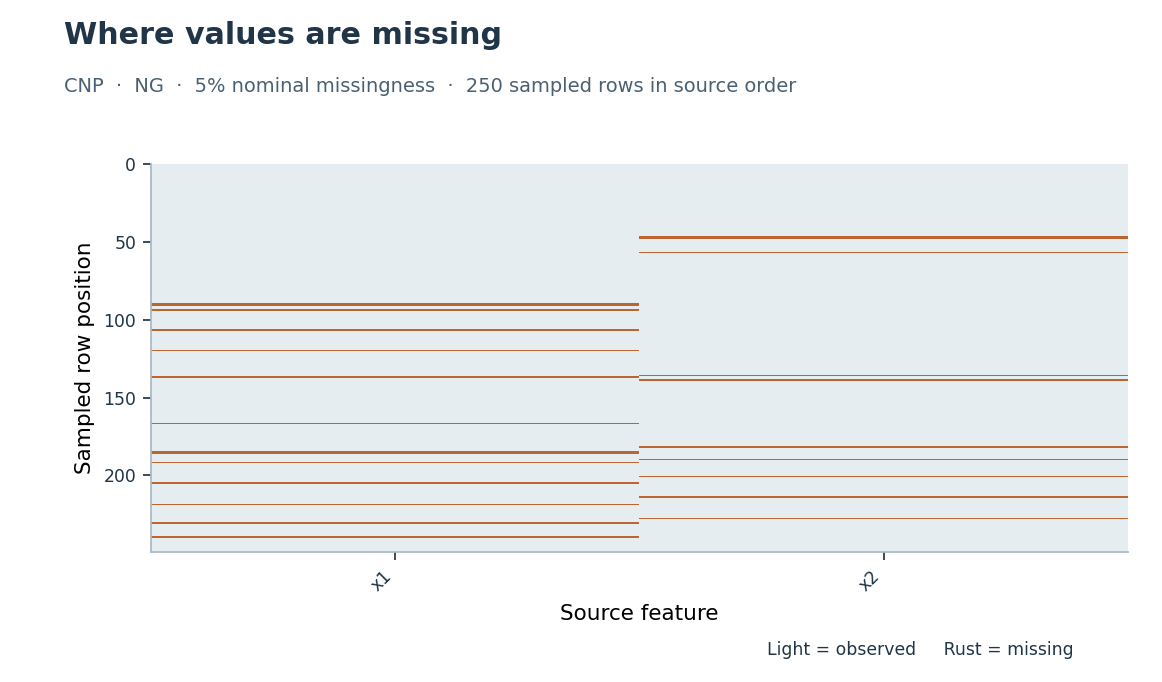 Where values are missing
CNP · NG · 5% nominal missingness · 250 sampled rows in source order
0
50
100
150
200
Sampled row position
x1
x2
Source feature
Light = observed Rust = missing